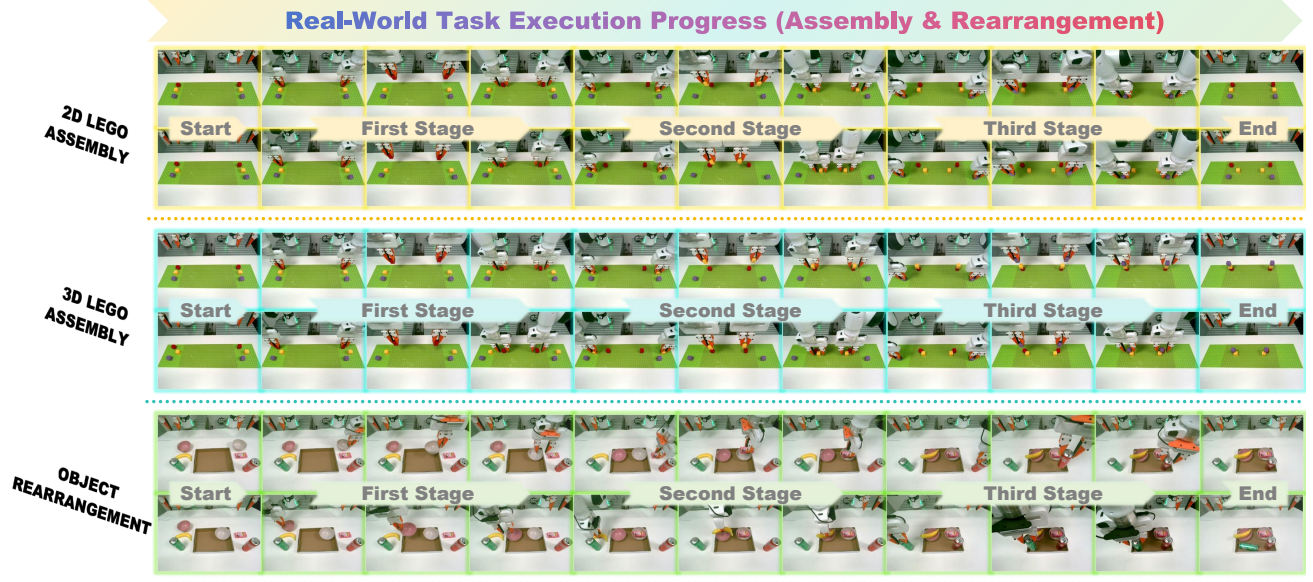 Real-World Task Execution Progress (Assembly & Rearrangement)
2D LEGO
ASSEMBLY
Start
First Stage
Second Stage
Third Stage
End
3D LEGO
ASSEMBLY
Start
First Stage
Second Stage
Third Stage
End
OBJECT
REARRANGEMENT
Start
First Stage
Second Stage
Third Stage
End